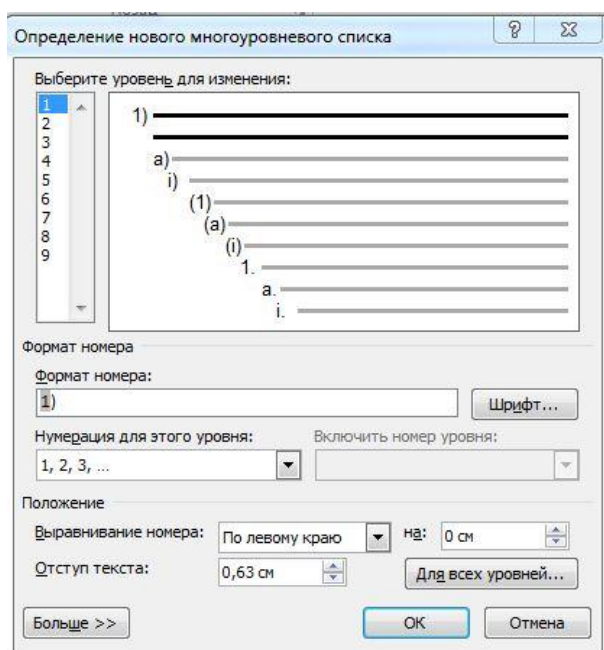 Определение нового многоуровневого списка
Выберите уровень для изменения:
1
2
3
4
5
6
7
8
9
1)
a)
i)
(1)
(a)
(i)
1.
a.
i.
Формат номера
Формат номера:
1)
Шрифт...
Нумерация для этого уровня: Включить номер уровня:
1, 2, 3, ...
Положение
Выравнивание номера: По левому краю на: 0 см
Отступ текста: 0,63 см Для всех уровней...
Больше >> ОК Отмена